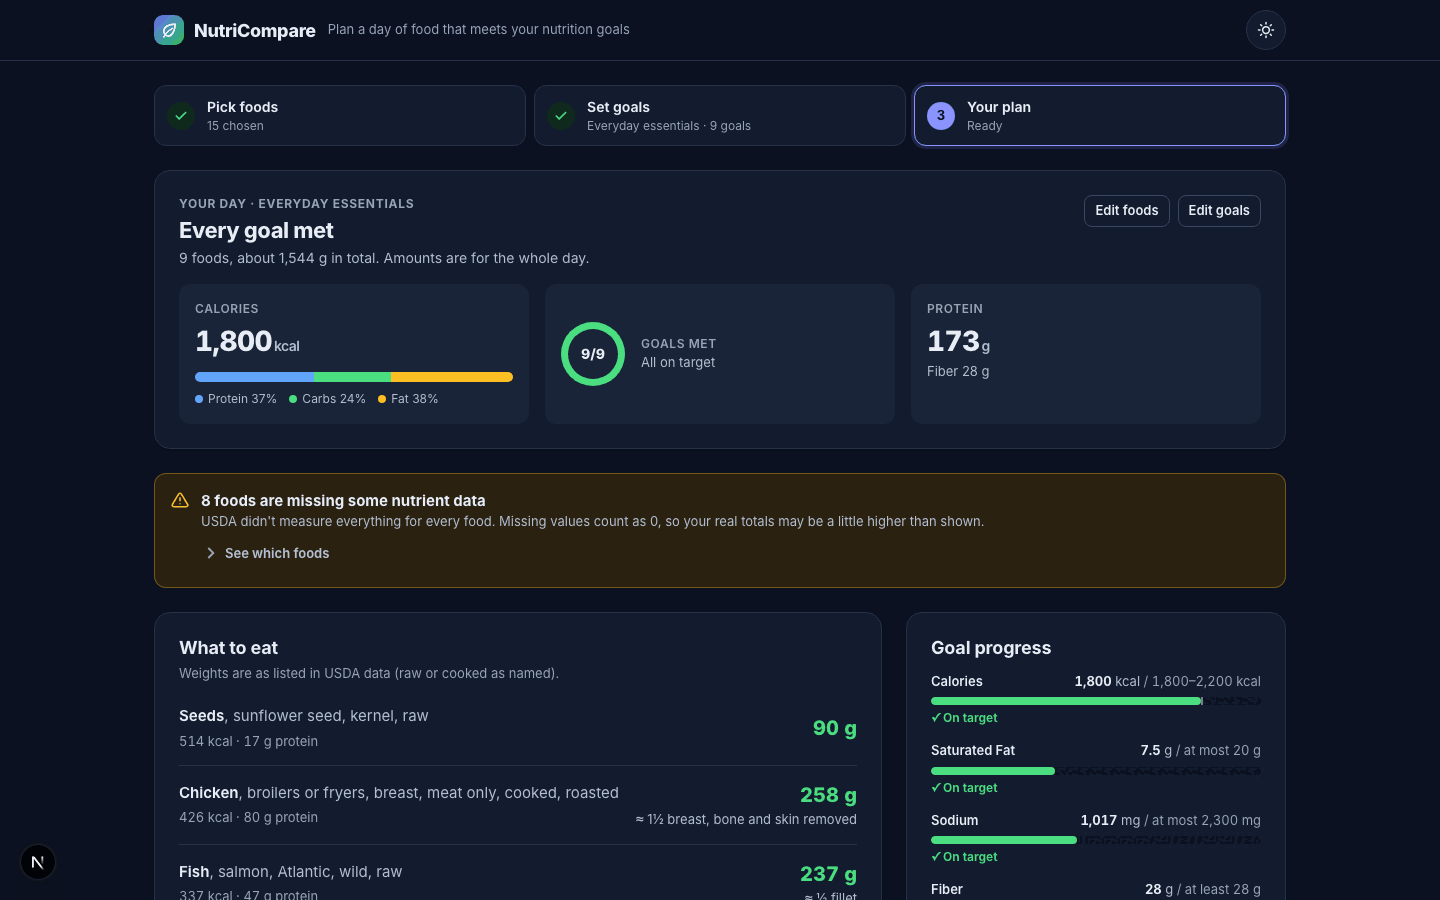 NutriCompare Plan a day of food that meets your nutrition goals
Pick foods
15 chosen
Set goals
Everyday essentials · 9 goals
3
Your plan
Ready
YOUR DAY · EVERYDAY ESSENTIALS
Every goal met
9 foods, about 1,544 g in total. Amounts are for the whole day.
Edit foods
Edit goals
CALORIES
1,800 kcal
Protein 37% Carbs 24% Fat 38%
9/9
GOALS MET
All on target
PROTEIN
173 g
Fiber 28 g
8 foods are missing some nutrient data
USDA didn't measure everything for every food. Missing values count as 0, so your real totals may be a little higher than shown.
See which foods
What to eat
Weights are as listed in USDA data (raw or cooked as named).
Seeds, sunflower seed, kernel, raw
514 kcal · 17 g protein
90 g
Chicken, broilers or fryers, breast, meat only, cooked, roasted
426 kcal · 80 g protein
258 g
≈ 1½ breast, bone and skin removed
Fish, salmon, Atlantic, wild, raw
337 kcal · 47 g protein
237 g
≈ ½ fillet
Goal progress
Calories 1,800 kcal / 1,800–2,200 kcal
✓ On target
Saturated Fat 7.5 g / at most 20 g
✓ On target
Sodium 1,017 mg / at most 2,300 mg
✓ On target
Fiber 28 g / at least 28 g
N